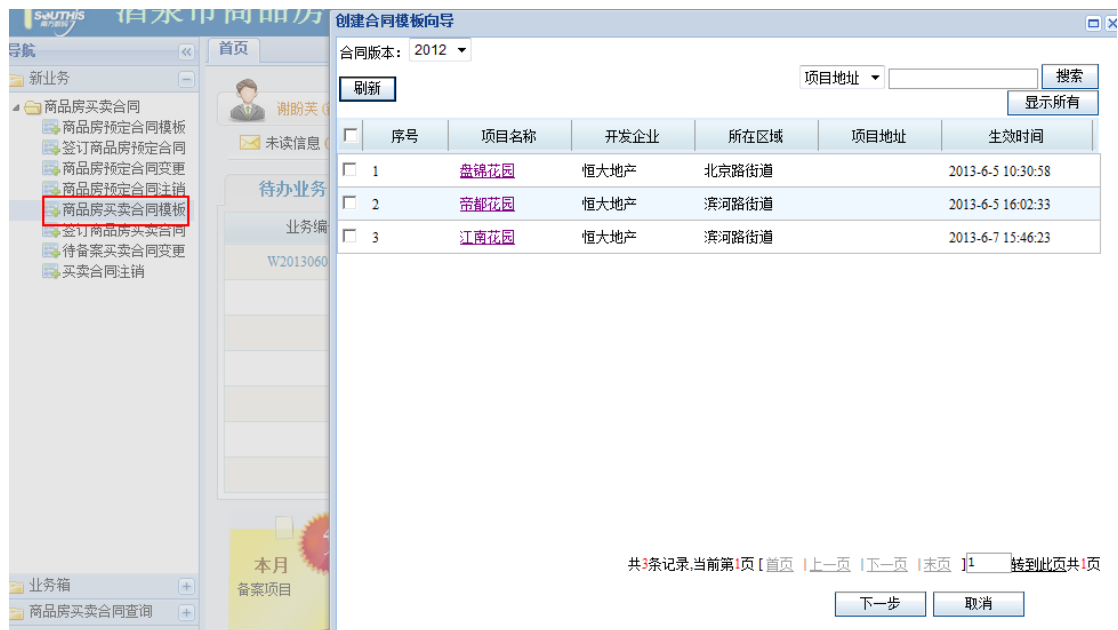 SOUTHIS
南方数码
酒泉市商品房
导航
新业务
商品房买卖合同
商品房预定合同模板
签订商品房预定合同
商品房预定合同变更
商品房预定合同注销
商品房买卖合同模板
签订商品房买卖合同
待备案买卖合同变更
买卖合同注销
业务箱
商品房买卖合同查询
首页
谢盼芙
未读信息
待办业务
业务编
W2013060
本月
备案项目
创建合同模板向导
合同版本： 2012
刷新
项目地址 搜索
显示所有
序号 项目名称 开发企业 所在区域 项目地址 生效时间
1 盘锦花园 恒大地产 北京路街道 2013-6-5 10:30:58
2 帝都花园 恒大地产 滨河路街道 2013-6-5 16:02:33
3 江南花园 恒大地产 滨河路街道 2013-6-7 15:46:23
共3条记录,当前第1页 [ 首页 | 上一页 | 下一页 | 末页 ] 1 转到此页共1页
下一步 取消